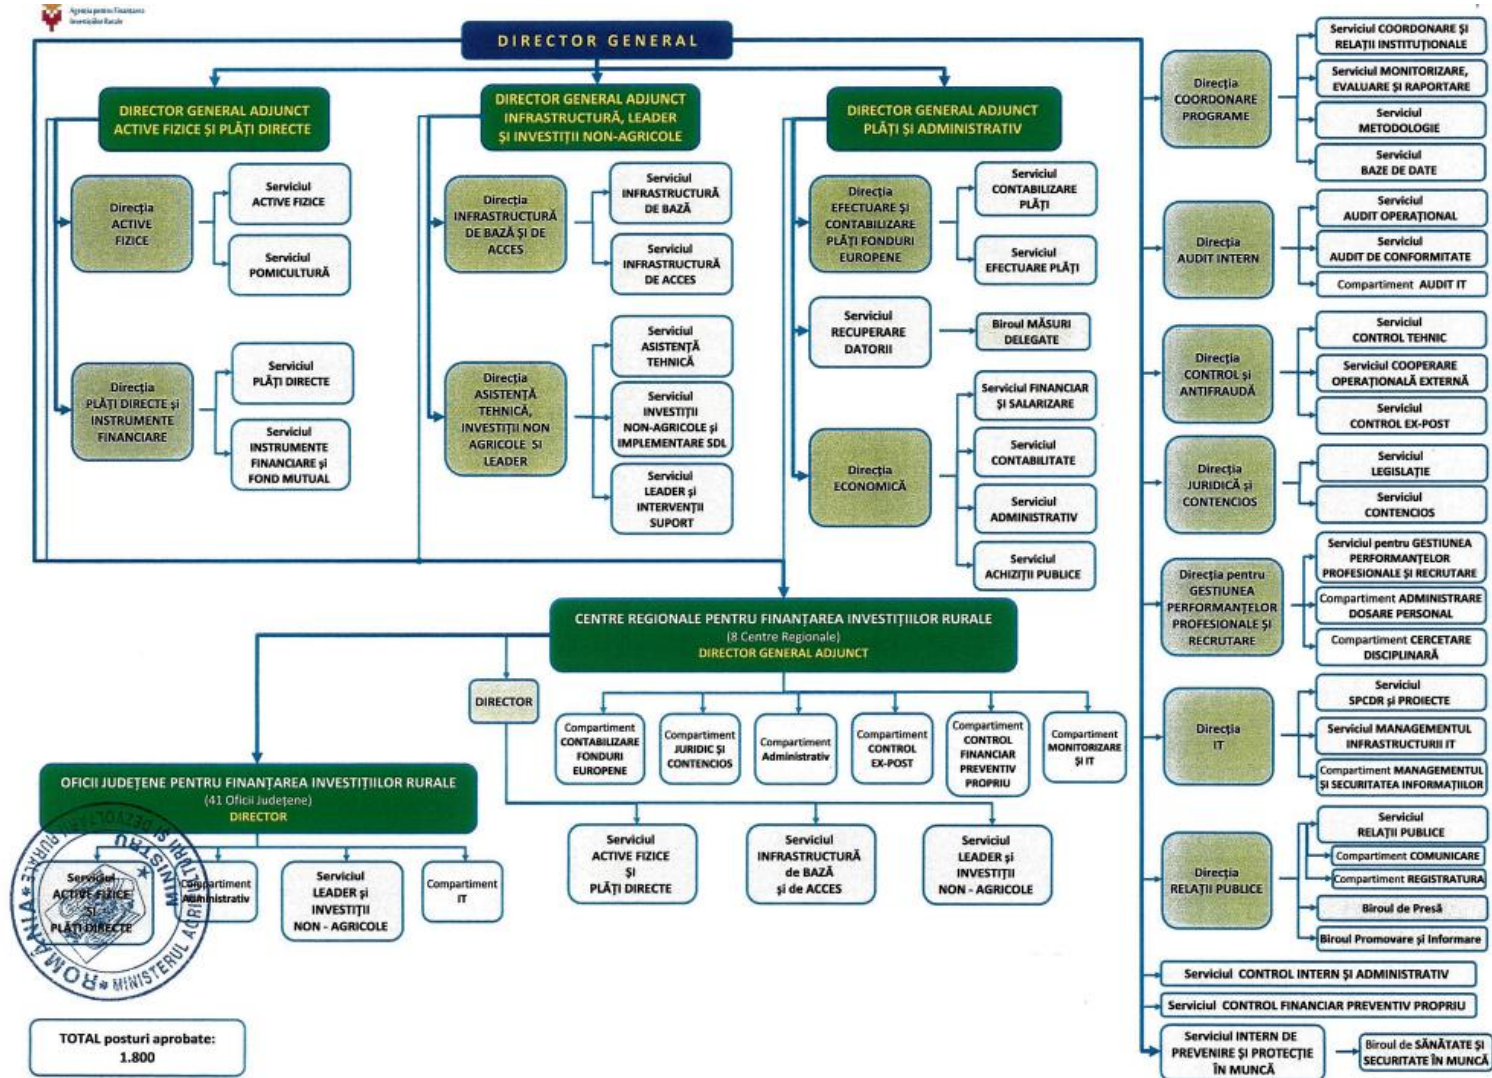 Agenția pentru Finanțarea
Investițiilor Rurale
DIRECTOR GENERAL
DIRECTOR GENERAL ADJUNCT
ACTIVE FIZICE ȘI PLĂȚI DIRECTE
DIRECTOR GENERAL ADJUNCT
INFRASTRUCTURĂ, LEADER
ȘI INVESTIȚII NON-AGRICOLE
DIRECTOR GENERAL ADJUNCT
PLĂȚI ȘI ADMINISTRATIV
Direcția
ACTIVE
FIZICE
Serviciul
ACTIVE FIZICE
Serviciul
POMICULTURĂ
Direcția
PLĂȚI DIRECTE și
INSTRUMENTE
FINANCIARE
Serviciul
PLĂȚI DIRECTE
Serviciul
INSTRUMENTE
FINANCIARE și
FOND MUTUAL
Direcția
INFRASTRUCTURĂ
DE BAZĂ ȘI DE
ACCES
Serviciul
INFRASTRUCTURĂ
DE BAZĂ
Serviciul
INFRASTRUCTURĂ
DE ACCES
Direcția
ASISTENȚĂ
TEHNICĂ,
INVESTIȚII NON
AGRICOLE SI
LEADER
Serviciul
ASISTENȚĂ
TEHNICĂ
Serviciul
INVESTIȚII
NON-AGRICOLE și
IMPLEMENTARE SDL
Serviciul
LEADER și
INTERVENȚII
SUPORT
Direcția
EFECTUARE ȘI
CONTABILIZARE
PLĂȚI FONDURI
EUROPENE
Serviciul
CONTABILIZARE
PLĂȚI
Serviciul
EFECTUARE PLĂȚI
Serviciul
RECUPERARE
DATORII
Biroul MĂSURI
DELEGATE
Direcția
ECONOMICĂ
Serviciul FINANCIAR
ȘI SALARIZARE
Serviciul
CONTABILITATE
Serviciul
ADMINISTRATIV
Serviciul
ACHIZIȚII PUBLICE
Direcția
COORDONARE
PROGRAME
Serviciul COORDONARE ȘI
RELAȚII INSTITUȚIONALE
Serviciul MONITORIZARE,
EVALUARE ȘI RAPORTARE
Serviciul
METODOLOGIE
Serviciul
BAZE DE DATE
Direcția
AUDIT INTERN
Serviciul
AUDIT OPERAȚIONAL
Serviciul
AUDIT DE CONFORMITATE
Compartiment AUDIT IT
Direcția
CONTROL și
ANTIFRAUDĂ
Serviciul
CONTROL TEHNIC
Serviciul COOPERARE
OPERAȚIONALĂ EXTERNĂ
Serviciul
CONTROL EX-POST
Direcția
JURIDICĂ și
CONTENCIOS
Serviciul
LEGISLAȚIE
Serviciul
CONTENCIOS
Direcția pentru
GESTIUNEA
PERFORMANȚELOR
PROFESIONALE ȘI
RECRUTARE
Serviciul pentru GESTIUNEA
PERFORMANȚELOR
PROFESIONALE ȘI RECRUTARE
Compartiment ADMINISTRARE
DOSARE PERSONAL
Compartiment CERCETARE
DISCIPLINARĂ
Direcția
IT
Serviciul
SPCDR și PROIECTE
Serviciul MANAGEMENTUL
INFRASTRUCTURII IT
Compartiment MANAGEMENTUL
ȘI SECURITATEA INFORMAȚIILOR
Direcția
RELAȚII PUBLICE
Serviciul
RELAȚII PUBLICE
Compartiment COMUNICARE
Compartiment REGISTRATURA
Biroul de Presă
Biroul Promovare și Informare
Serviciul CONTROL INTERN ȘI ADMINISTRATIV
Serviciul CONTROL FINANCIAR PREVENTIV PROPRIU
Serviciul INTERN DE
PREVENIRE ȘI PROTECȚIE
ÎN MUNCĂ
Biroul de SĂNĂTATE ȘI
SECURITATE ÎN MUNCĂ
CENTRE REGIONALE PENTRU FINANȚAREA INVESTIȚIILOR RURALE
(8 Centre Regionale)
DIRECTOR GENERAL ADJUNCT
DIRECTOR
Compartiment
CONTABILIZARE
FONDURI
EUROPENE
Compartiment
JURIDIC ȘI
CONTENCIOS
Compartiment
Administrativ
Compartiment
CONTROL
EX-POST
Compartiment
CONTROL
FINANCIAR
PREVENTIV
PROPRIU
Compartiment
MONITORIZARE
ȘI IT
Serviciul
ACTIVE FIZICE
ȘI
PLĂȚI DIRECTE
Serviciul
INFRASTRUCTURĂ
de BAZĂ
și de ACCES
Serviciul
LEADER și
INVESTIȚII
NON - AGRICOLE
OFICII JUDEȚENE PENTRU FINANȚAREA INVESTIȚIILOR RURALE
(41 Oficii Județene)
DIRECTOR
Serviciul
ACTIVE FIZICE
ȘI
PLĂȚI DIRECTE
Compartiment
Administrativ
Serviciul
LEADER și
INVESTIȚII
NON - AGRICOLE
Compartiment
IT
ROMÂNIA * MINISTERUL AGRICULTURII ȘI DEZVOLTĂRII RURALE *
MINISTRU
TOTAL posturi aprobate:
1.800